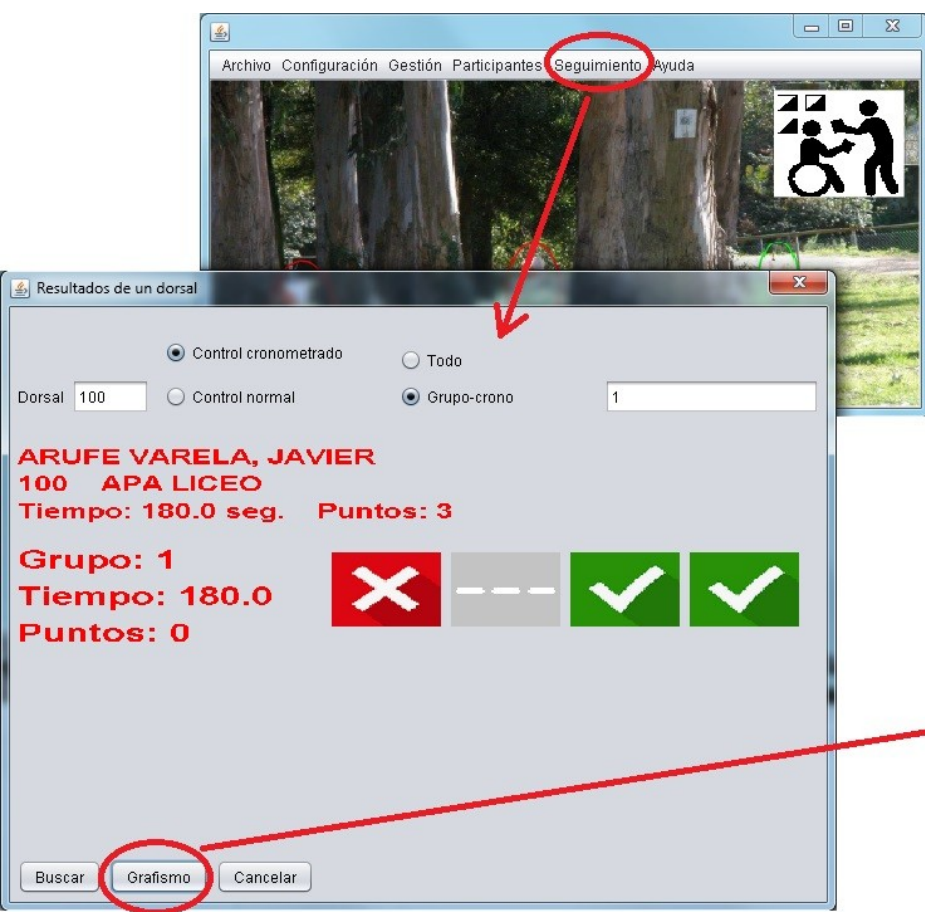 Archivo Configuración Gestión Participantes Seguimiento Ayuda
Resultados de un dorsal
Control cronometrado
Todo
Dorsal 100 Control normal Grupo-crono 1
ARUFE VARELA, JAVIER
100 APA LICEO
Tiempo: 180.0 seg. Puntos: 3
Grupo: 1
Tiempo: 180.0
Puntos: 0
Buscar Grafismo Cancelar